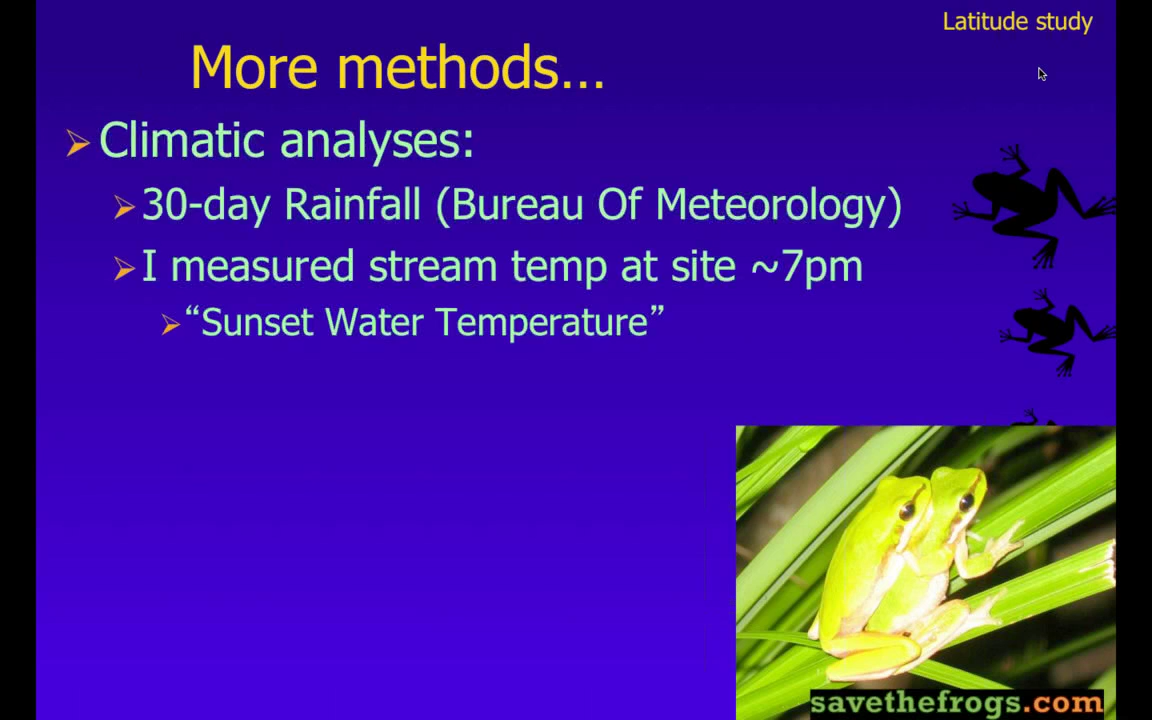 Latitude study
More methods…
Climatic analyses:
30-day Rainfall (Bureau Of Meteorology)
I measured stream temp at site ~7pm
“Sunset Water Temperature”
savethefrogs.com